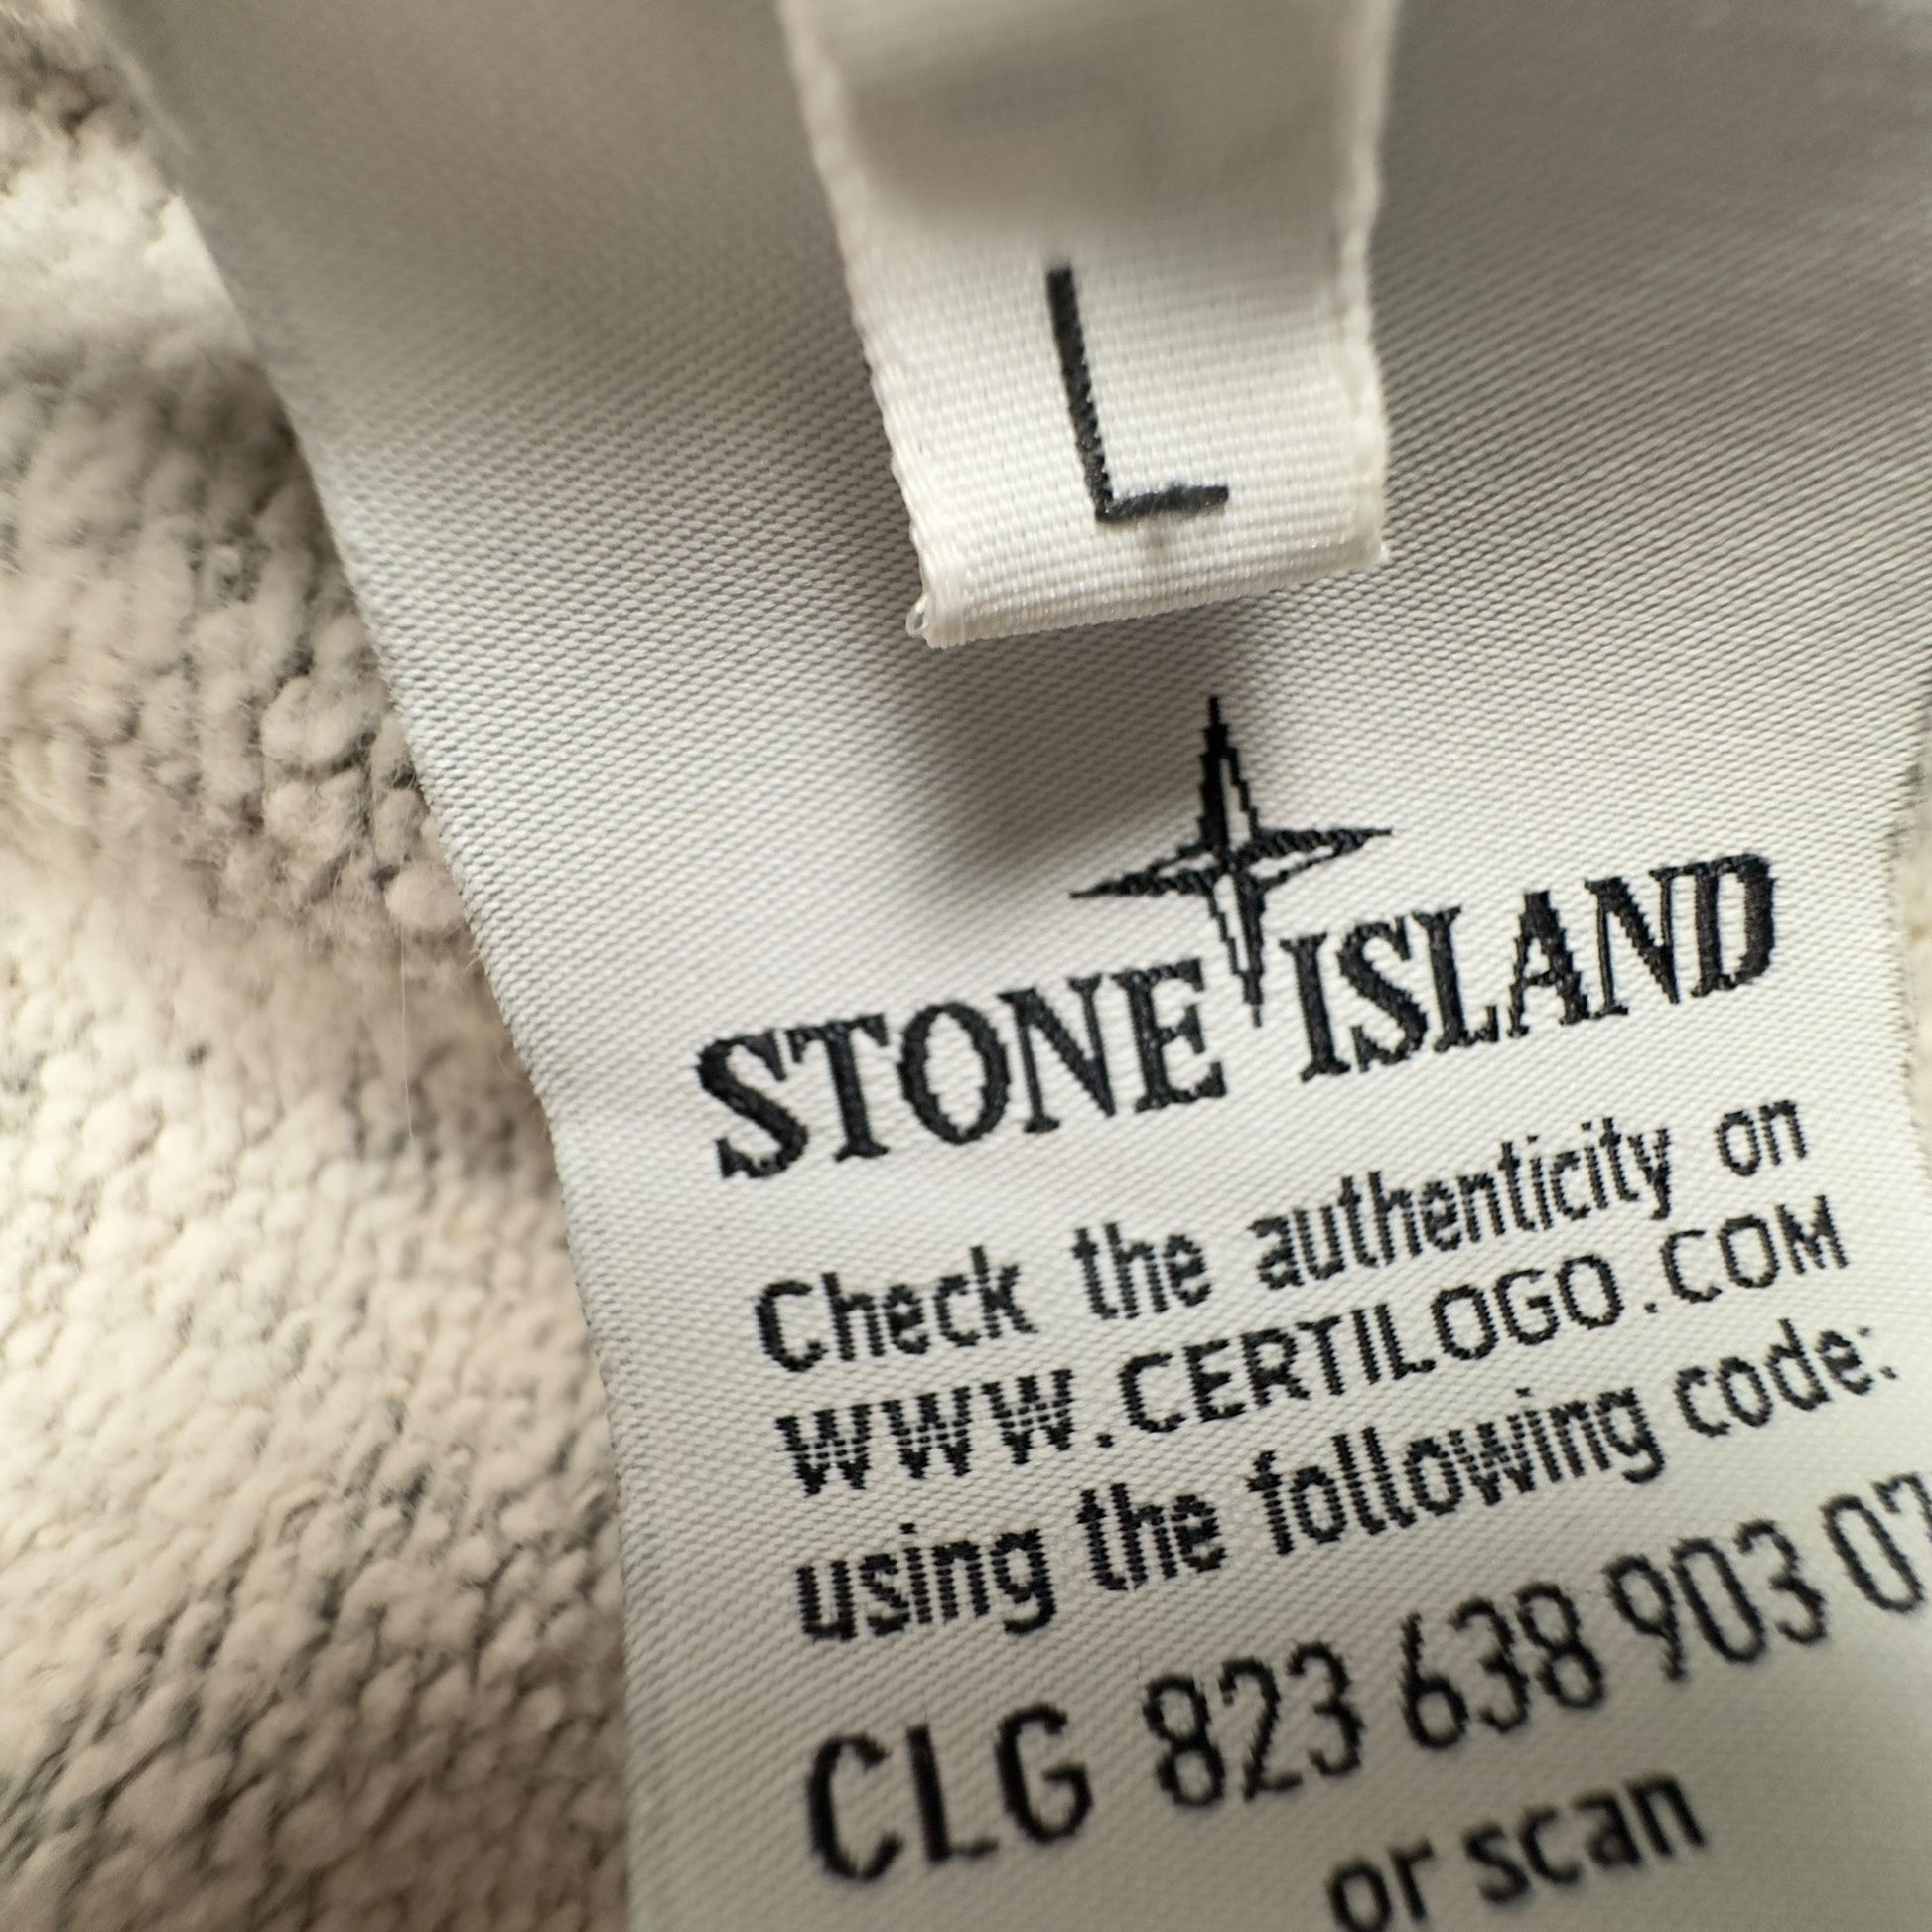 L
STONE ISLAND
Check the authenticity on
WWW.CERTILOGO.COM
using the following code:
CLG 823 638 903 07
or scan